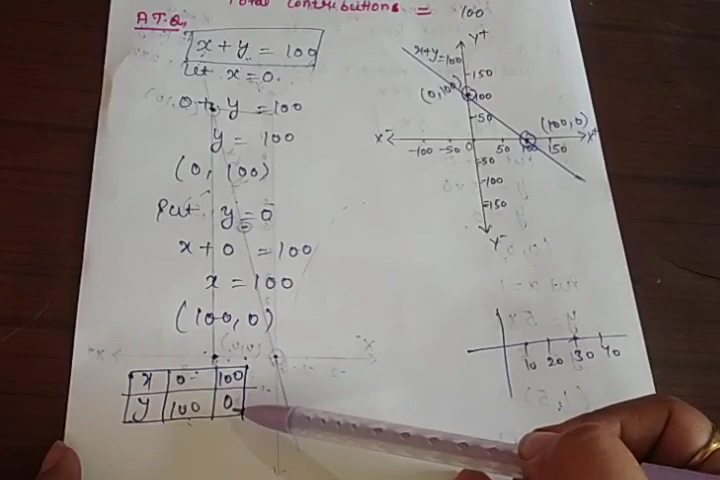 Total Contributions = 100
A.T.Q,
x + y = 100
let x = 0.
0 + y = 100
y = 100
(0, 100)
Put y = 0
x + 0 = 100
x = 100
(100, 0)
x 0 100
y 100 0
Y+
x+y=100
150
(0,100)
100
50
(100,0)
X- -100 -50 0 50 100 150 X+
-50
-100
-150
Y-
10 20 30 40